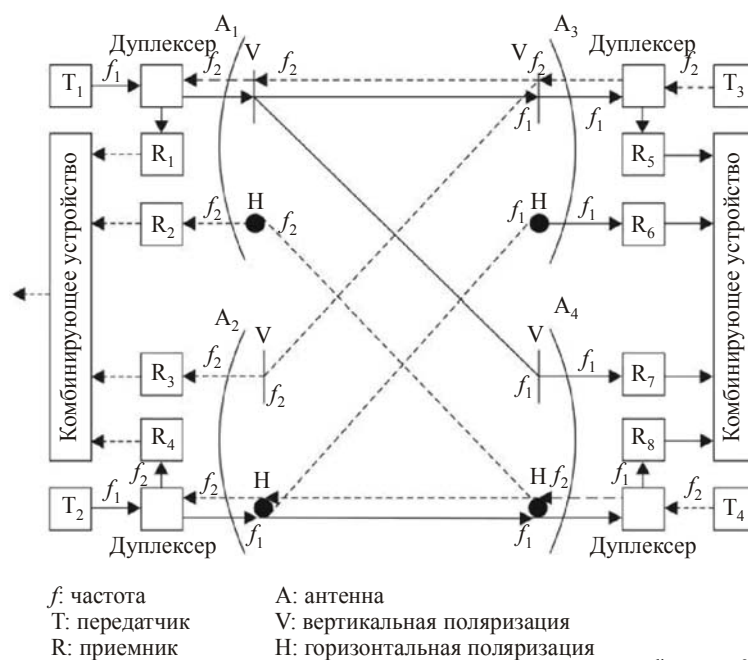 A₁
A₃
Дуплексер
V
V
Дуплексер
T₁
f₁
f₂
f₂
f₂
f₂
T₃
f₁
f₁
R₁
R₅
Комбинирующее устройство
Комбинирующее устройство
R₂
f₂
H
f₂
H
f₁
f₁
R₆
A₂
V
V
A₄
R₃
f₂
f₂
f₁
f₁
R₇
R₄
R₈
f₂
H
H
f₁
T₂
f₁
f₂
f₂
f₂
T₄
f₁
f₁
Дуплексер
Дуплексер
f: частота
A: антенна
T: передатчик
V: вертикальная поляризация
R: приемник
H: горизонтальная поляризация